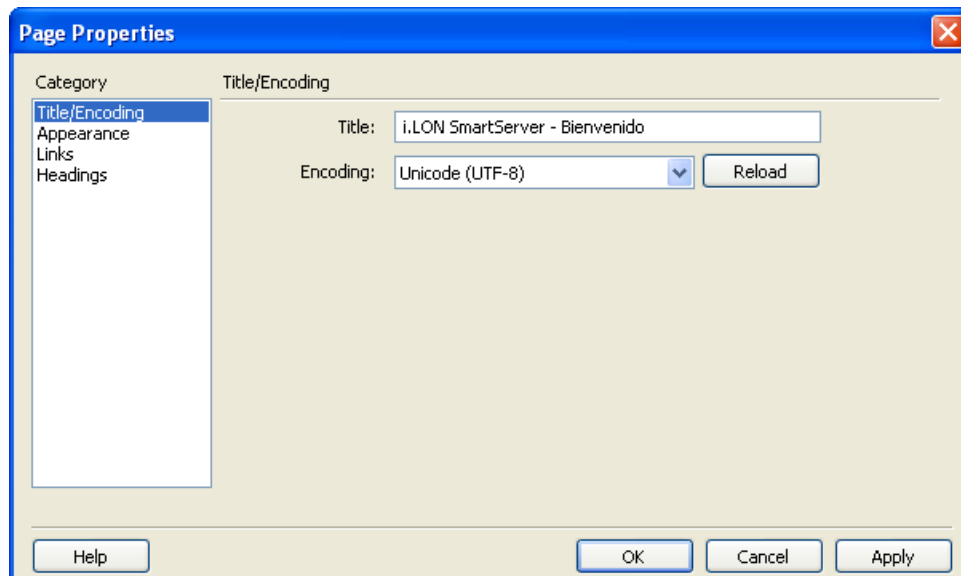 Page Properties
Category
Title/Encoding
Appearance
Links
Headings
Title/Encoding
Title: i.LON SmartServer - Bienvenido
Encoding: Unicode (UTF-8) Reload
Help OK Cancel Apply